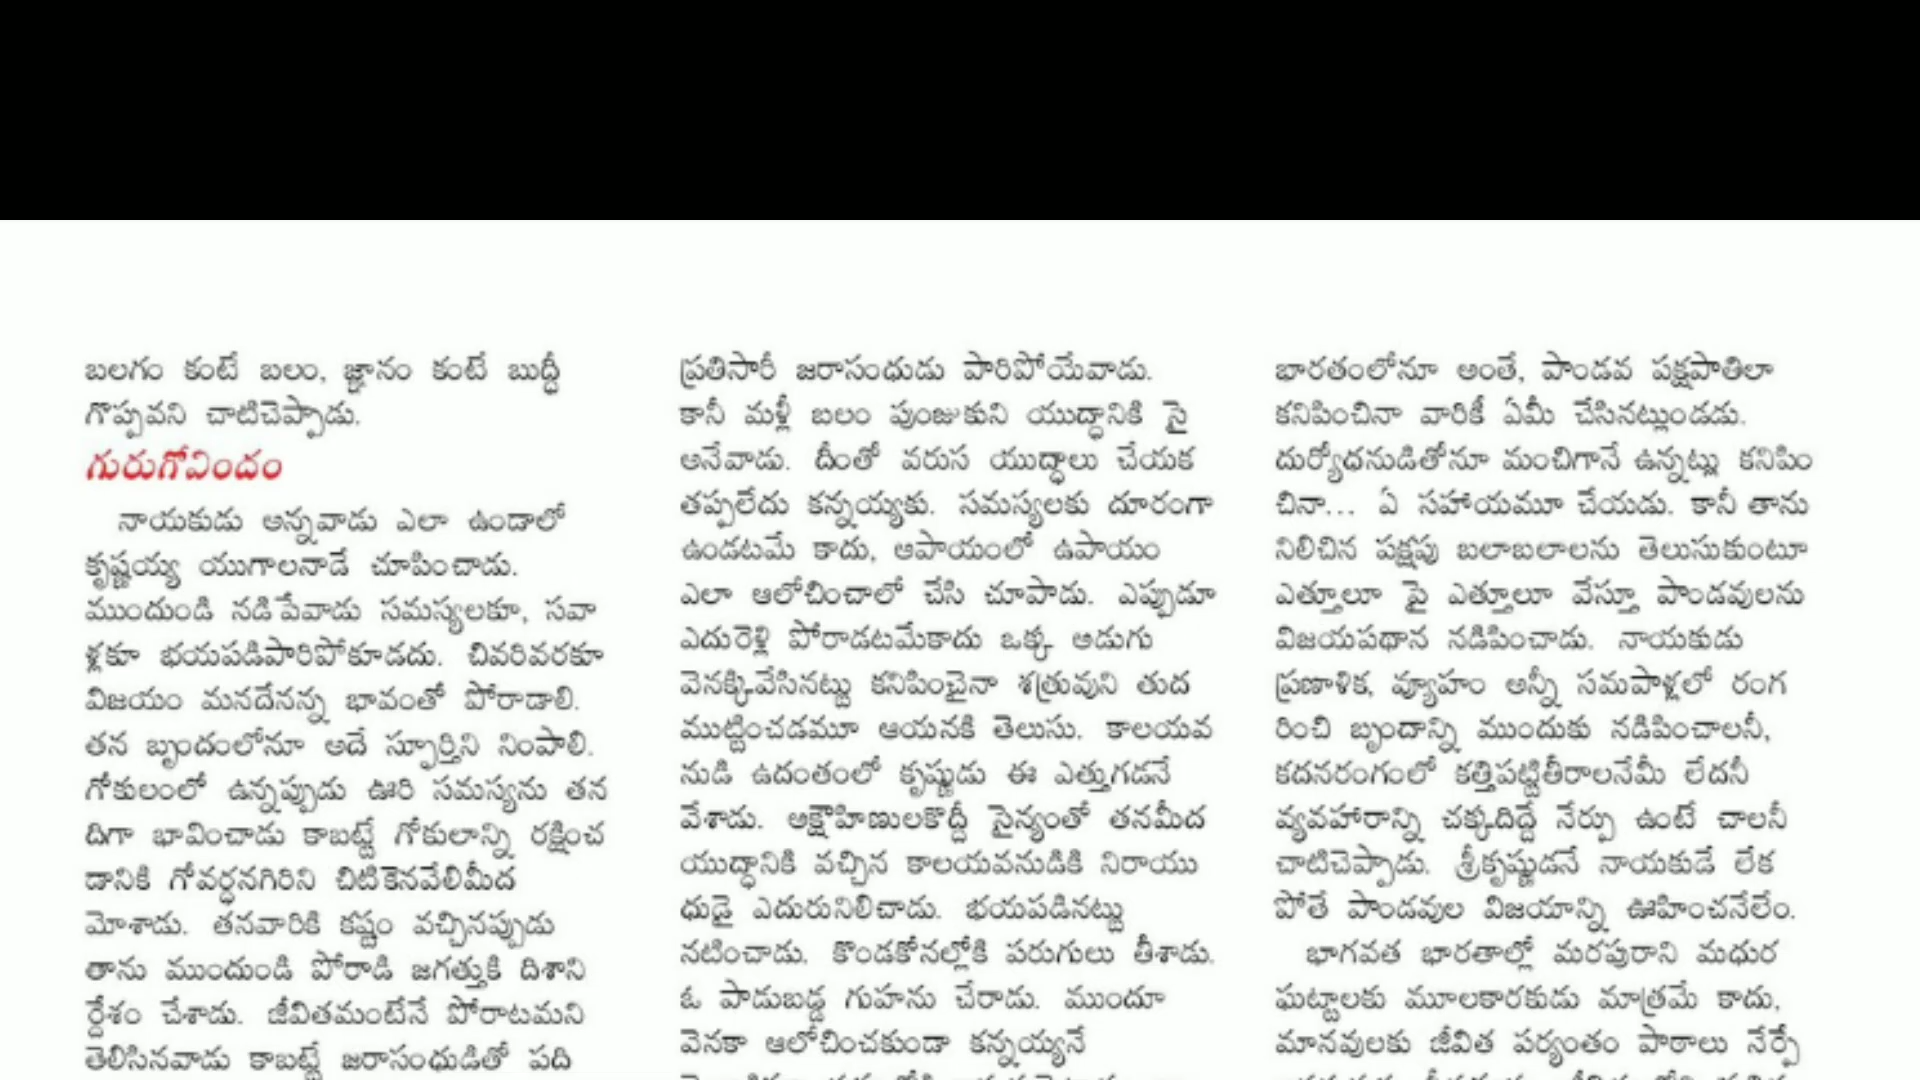 బలగం కంటే బలం, జ్ఞానం కంటే బుద్ధీ
గొప్పవని చాటిచెప్పాడు.
గురుగోవిందం
నాయకుడు అన్నవాడు ఎలా ఉండాలో
కృష్ణయ్య యుగాలనాడే చూపించాడు.
ముందుండి నడిపేవాడు సమస్యలకూ, సవా
ళ్లకూ భయపడిపారిపోకూడదు. చివరివరకూ
విజయం మనదేనన్న భావంతో పోరాడాలి.
తన బృందంలోనూ అదే స్ఫూర్తిని నింపాలి.
గోకులంలో ఉన్నప్పుడు ఊరి సమస్యను తన
దిగా భావించాడు కాబట్టే గోకులాన్ని రక్షించ
డానికి గోవర్ధనగిరిని చిటికెనవేలిమీద
మోశాడు. తనవారికి కష్టం వచ్చినప్పుడు
తాను ముందుండి పోరాడి జగత్తుకి దిశాని
ర్దేశం చేశాడు. జీవితమంటేనే పోరాటమని
తెలిసినవాడు కాబట్టే జరాసంధుడితో పది
ప్రతిసారీ జరాసంధుడు పారిపోయేవాడు.
కానీ మళ్లీ బలం పుంజుకుని యుద్ధానికి సై
అనేవాడు. దీంతో వరుస యుద్ధాలు చేయక
తప్పలేదు కన్నయ్యకు. సమస్యలకు దూరంగా
ఉండటమే కాదు, ఆపాయంలో ఉపాయం
ఎలా ఆలోచించాలో చేసి చూపాడు. ఎప్పుడూ
ఎదురెళ్లి పోరాడటమేకాదు ఒక్క అడుగు
వెనక్కివేసినట్టు కనిపించైనా శత్రువుని తుద
ముట్టించడమూ ఆయనకి తెలుసు. కాలయవ
నుడి ఉదంతంలో కృష్ణుడు ఈ ఎత్తుగడనే
వేశాడు. అక్షౌహిణులకొద్దీ సైన్యంతో తనమీద
యుద్ధానికి వచ్చిన కాలయవనుడికి నిరాయు
ధుడై ఎదురునిలిచాడు. భయపడినట్టు
నటించాడు. కొండకోనల్లోకి పరుగులు తీశాడు.
ఓ పాడుబడ్డ గుహను చేరాడు. ముందూ
వెనకా ఆలోచించకుండా కన్నయ్యనే
భారతంలోనూ అంతే, పాండవ పక్షపాతిలా
కనిపించినా వారికీ ఏమీ చేసినట్లుండడు.
దుర్యోధనుడితోనూ మంచిగానే ఉన్నట్లు కనిపిం
చినా... ఏ సహాయమూ చేయడు. కానీ తాను
నిలిచిన పక్షపు బలాబలాలను తెలుసుకుంటూ
ఎత్తూలూ పై ఎత్తూలూ వేస్తూ పాండవులను
విజయపథాన నడిపించాడు. నాయకుడు
ప్రణాళిక, వ్యూహం అన్నీ సమపాళ్లలో రంగ
రించి బృందాన్ని ముందుకు నడిపించాలనీ,
కదనరంగంలో కత్తిపట్టితీరాలనేమీ లేదనీ
వ్యవహారాన్ని చక్కదిద్దే నేర్పు ఉంటే చాలనీ
చాటిచెప్పాడు. శ్రీకృష్ణుడనే నాయకుడే లేక
పోతే పాండవుల విజయాన్ని ఊహించనేలేం.
భాగవత భారతాల్లో మరపురాని మధుర
ఘట్టాలకు మూలకారకుడు మాత్రమే కాదు,
మానవులకు జీవిత పర్యంతం పాఠాలు నేర్పే